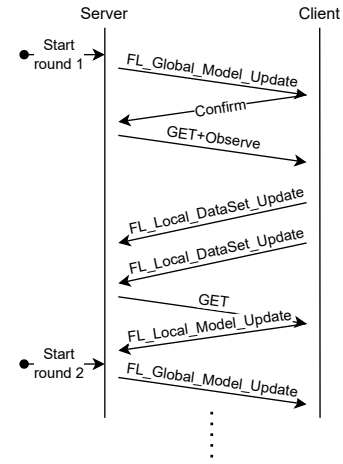 Server
Client
Start
round 1
FL_Global_Model_Update
Confirm
GET+Observe
FL_Local_DataSet_Update
FL_Local_DataSet_Update
GET
FL_Local_Model_Update
Start
round 2
FL_Global_Model_Update